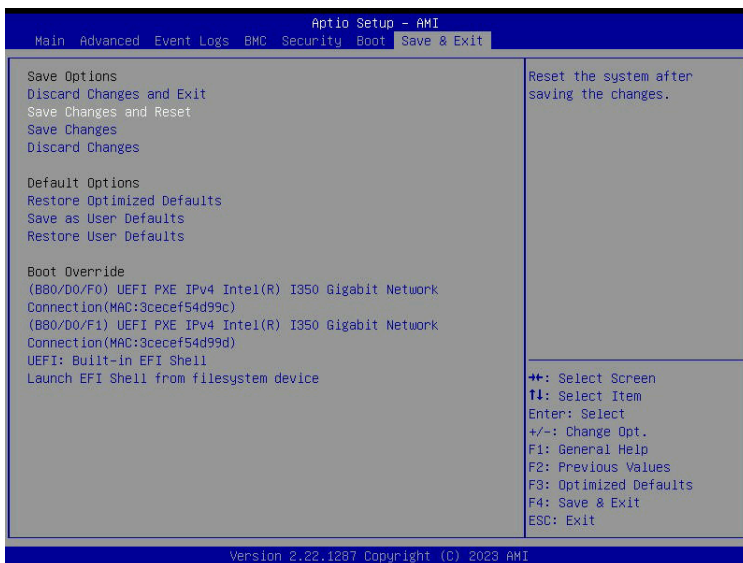 Aptio Setup – AMI
Main Advanced Event Logs BMC Security Boot Save & Exit
Save Options
Discard Changes and Exit
Save Changes and Reset
Save Changes
Discard Changes
Default Options
Restore Optimized Defaults
Save as User Defaults
Restore User Defaults
Boot Override
(B80/D0/F0) UEFI PXE IPv4 Intel(R) I350 Gigabit Network
Connection(MAC:3cecef54d99c)
(B80/D0/F1) UEFI PXE IPv4 Intel(R) I350 Gigabit Network
Connection(MAC:3cecef54d99d)
UEFI: Built-in EFI Shell
Launch EFI Shell from filesystem device
Reset the system after
saving the changes.
→←: Select Screen
↑↓: Select Item
Enter: Select
+/-: Change Opt.
F1: General Help
F2: Previous Values
F3: Optimized Defaults
F4: Save & Exit
ESC: Exit
Version 2.22.1287 Copyright (C) 2023 AMI